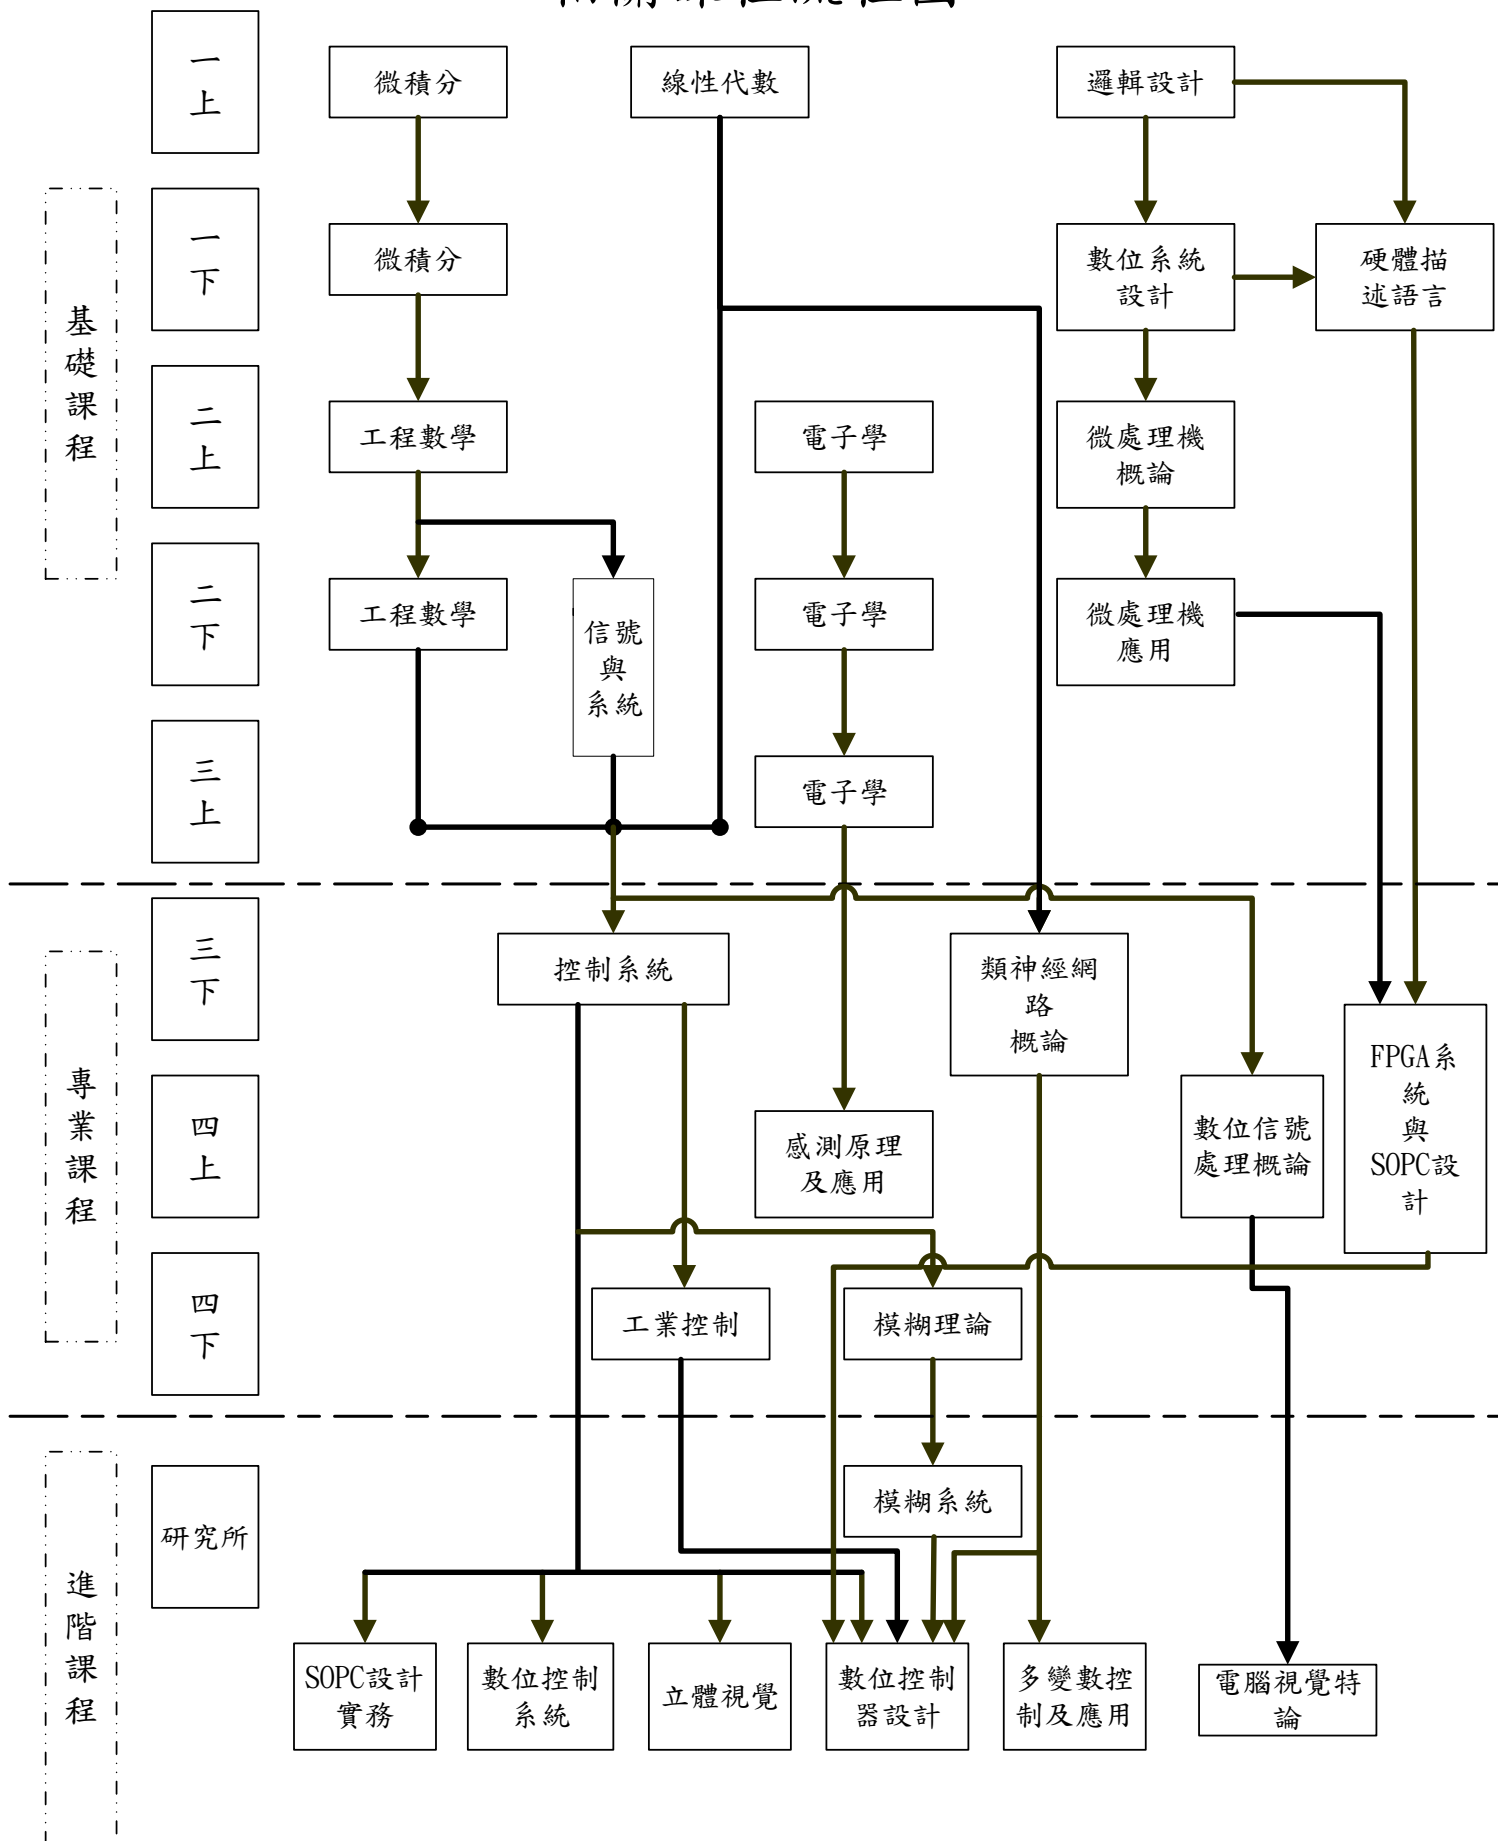 一
上
微積分
線性代數
邏輯設計
一
下
微積分
數位系統
設計
硬體描
述語言
基
礎
課
程
二
上
工程數學
電子學
微處理機
概論
二
下
工程數學
信號
與
系統
電子學
微處理機
應用
三
上
電子學
三
下
控制系統
類神經網
路
概論
專
業
課
程
四
上
感測原理
及應用
數位信號
處理概論
FPGA系
統
與
SOPC設
計
四
下
工業控制
模糊理論
進
階
課
程
研究所
模糊系統
SOPC設計
實務
數位控制
系統
立體視覺
數位控制
器設計
多變數控
制及應用
電腦視覺特
論